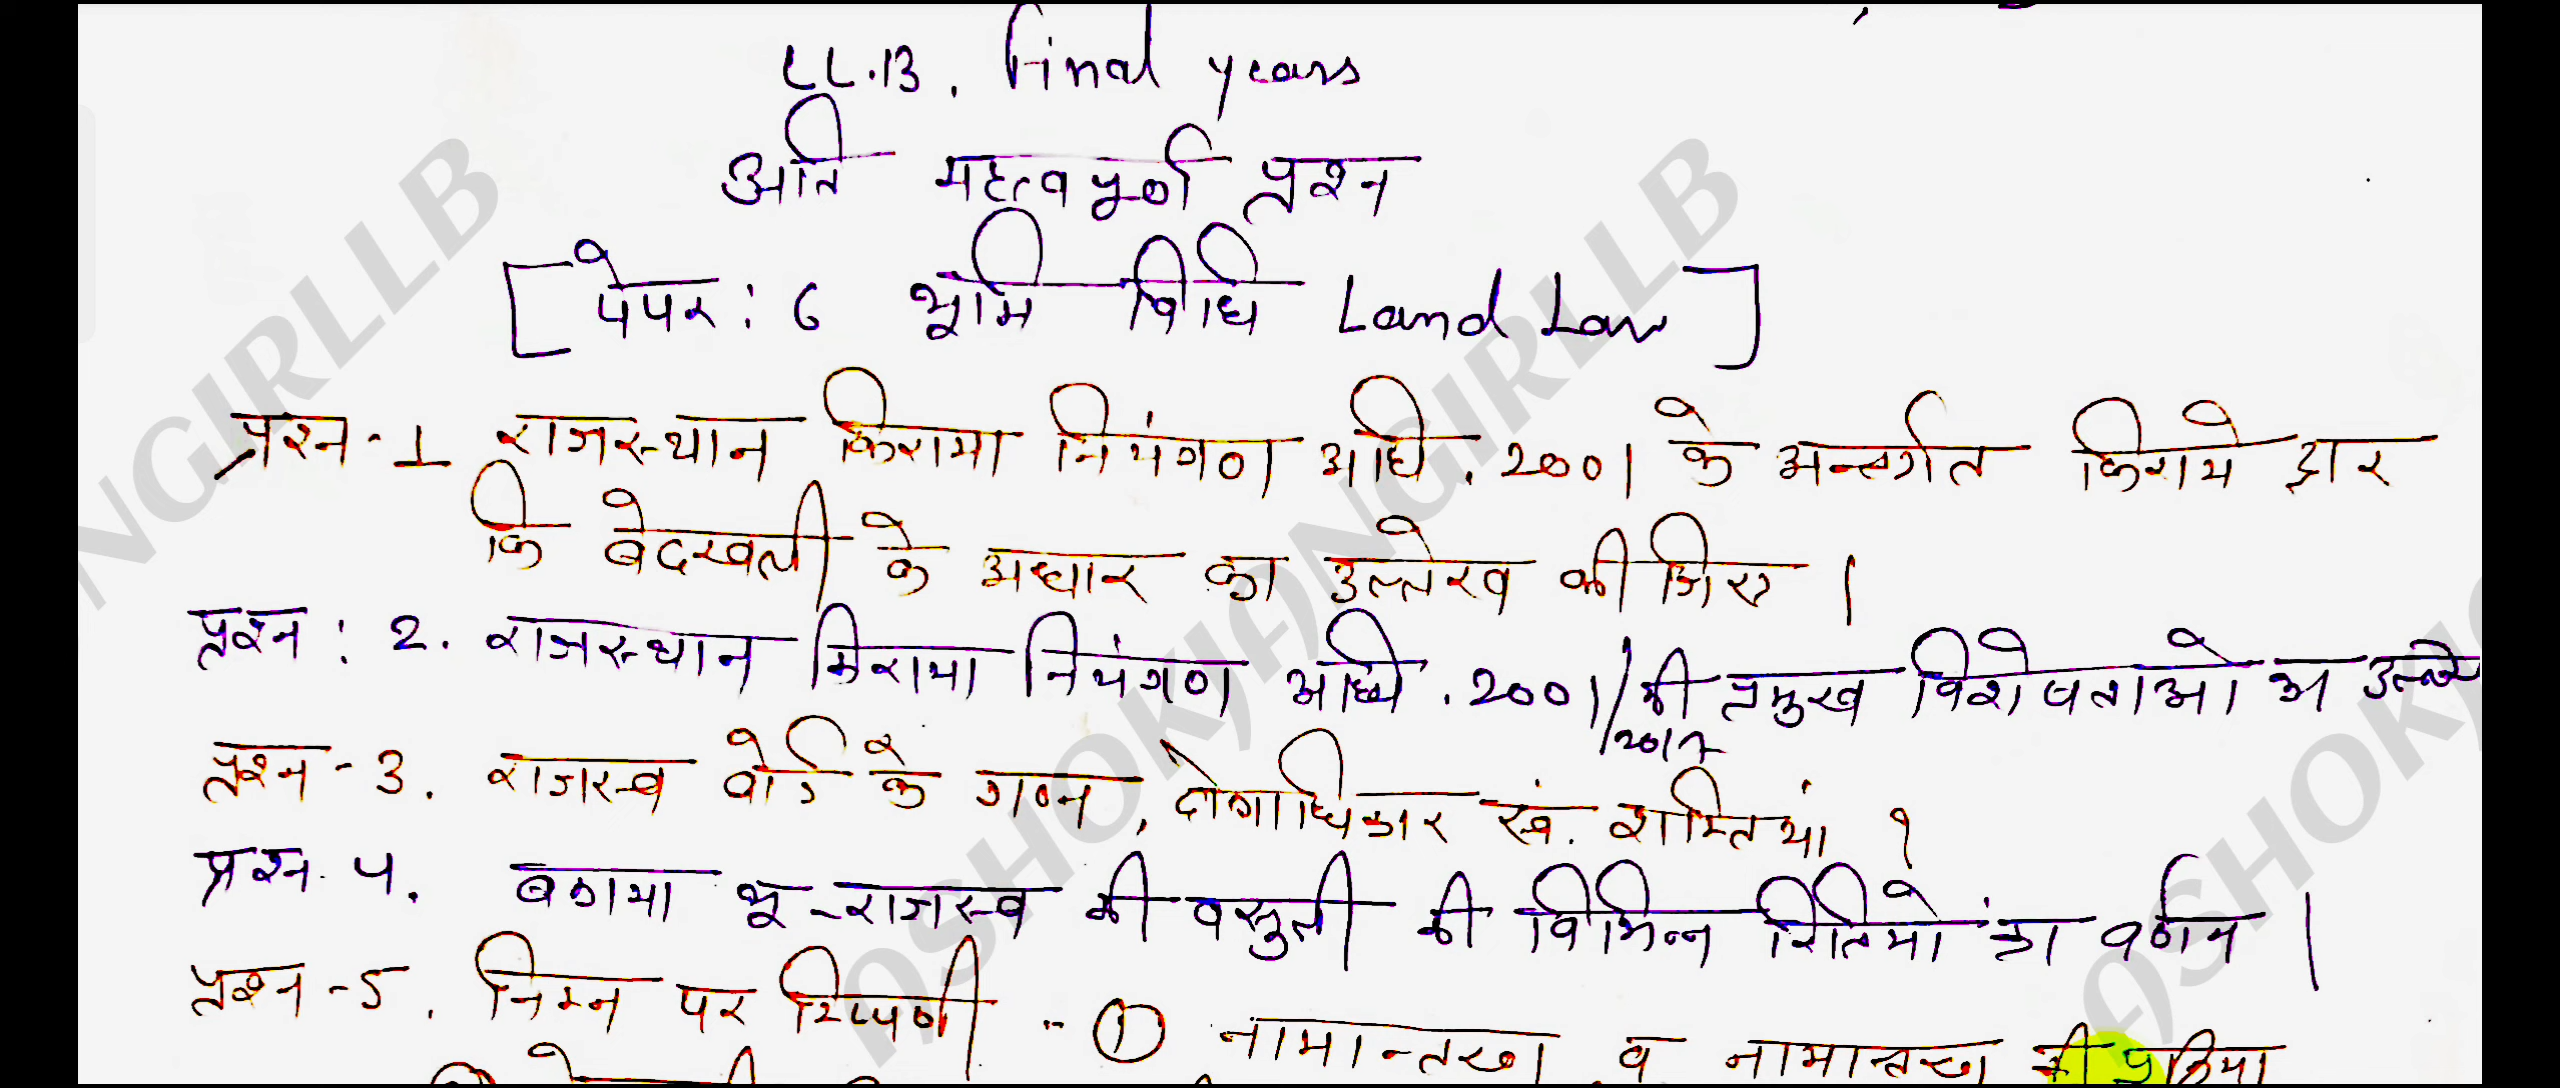 LL.B. Final years
अति महत्वपूर्ण प्रश्न
[पेपर: 6 भूमि विधि Land Law]
प्रश्न-1 राजस्थान किराया नियंत्रण अधि. 2001 के अन्तर्गत किराये दार
कि बेदखली के अधार का उल्लेख कीजिए।
प्रश्न: 2. राजस्थान किराया नियंत्रण अधि. 2001/2017 की प्रमुख विशेषताओ का
प्रश्न-3. राजस्व बोर्ड के गठन, क्षेत्राधिकार एवं. शक्तियां ?
प्रश्न. 4. बकाया भू-राजस्व की वसुली की विभिन्न रितियों का वर्णन।
प्रश्न-5. निम्न पर टिप्पणी -- ① नामान्तरण व नामान्तरण की प्रक्रिया
ASHOKJANGIRLLB